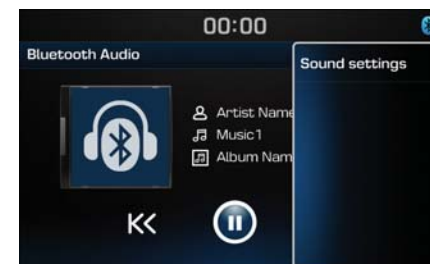 00:00
Bluetooth Audio
Sound settings
Artist Name
Music1
Album Nam